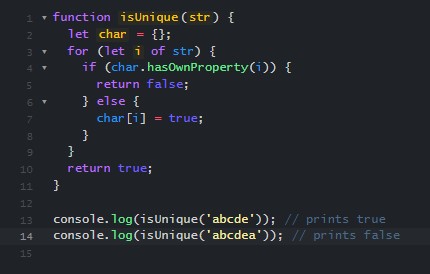 1 function isUnique(str) {
2 let char = {};
3 for (let i of str) {
4 if (char.hasOwnProperty(i)) {
5 return false;
6 } else {
7 char[i] = true;
8 }
9 }
10 return true;
11 }
12
13 console.log(isUnique('abcde')); // prints true
14 console.log(isUnique('abcdea')); // prints false
15